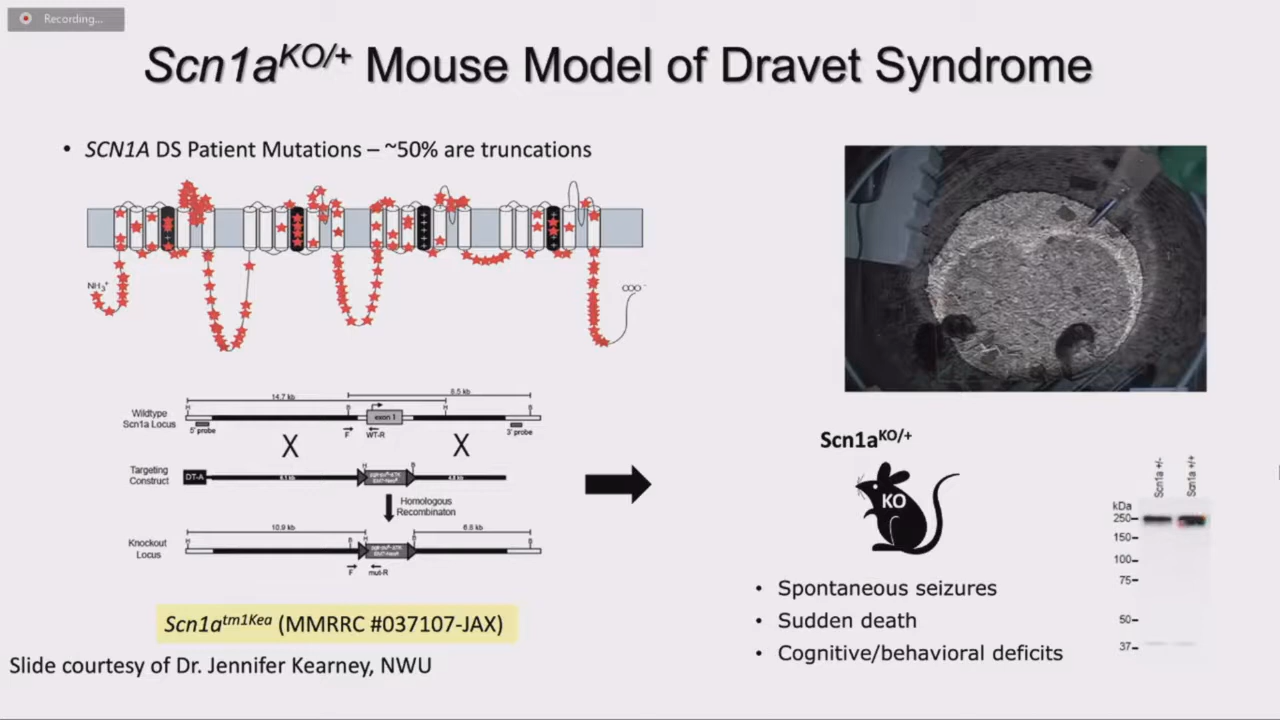 Recording...
Scn1aKO/+ Mouse Model of Dravet Syndrome
• SCN1A DS Patient Mutations – ~50% are truncations
NH3+
COO-
14.7 kb
8.5 kb
H
B
H
B
Wildtype
Scn1a Locus
exon 1
5' probe
F
WT-R
3' probe
X
X
Targeting
Construct
DT-A
H
B
Homologous
Recombinaton
10.9 kb
6.8 kb
Knockout
Locus
H
B
H
B
B
F
mut-R
Scn1atm1Kea (MMRRC #037107-JAX)
Slide courtesy of Dr. Jennifer Kearney, NWU
Scn1aKO/+
KO
• Spontaneous seizures
• Sudden death
• Cognitive/behavioral deficits
Scn1a +/-
Scn1a +/+
kDa
250
150
100
75
50
37